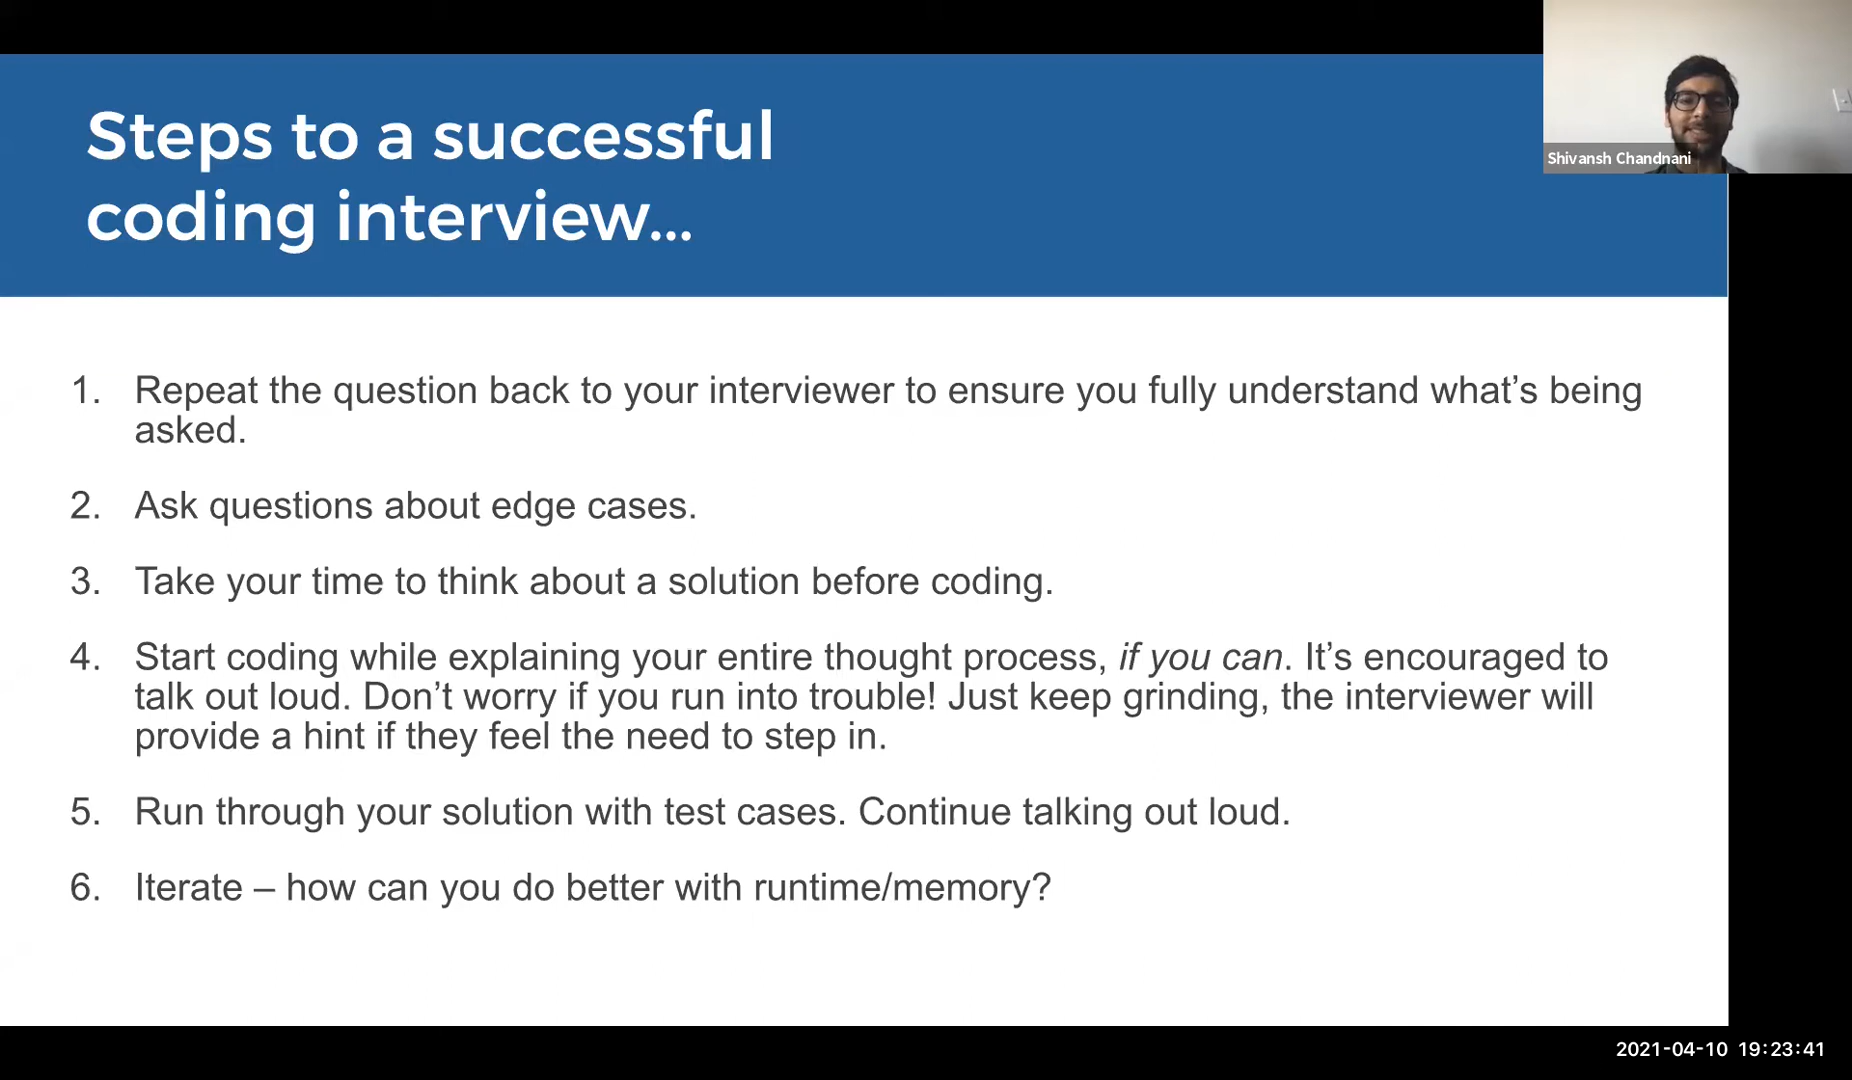 Steps to a successful
coding interview...
Shivansh Chandnani
1. Repeat the question back to your interviewer to ensure you fully understand what’s being
asked.
2. Ask questions about edge cases.
3. Take your time to think about a solution before coding.
4. Start coding while explaining your entire thought process, if you can. It’s encouraged to
talk out loud. Don’t worry if you run into trouble! Just keep grinding, the interviewer will
provide a hint if they feel the need to step in.
5. Run through your solution with test cases. Continue talking out loud.
6. Iterate – how can you do better with runtime/memory?
2021-04-10 19:23:41